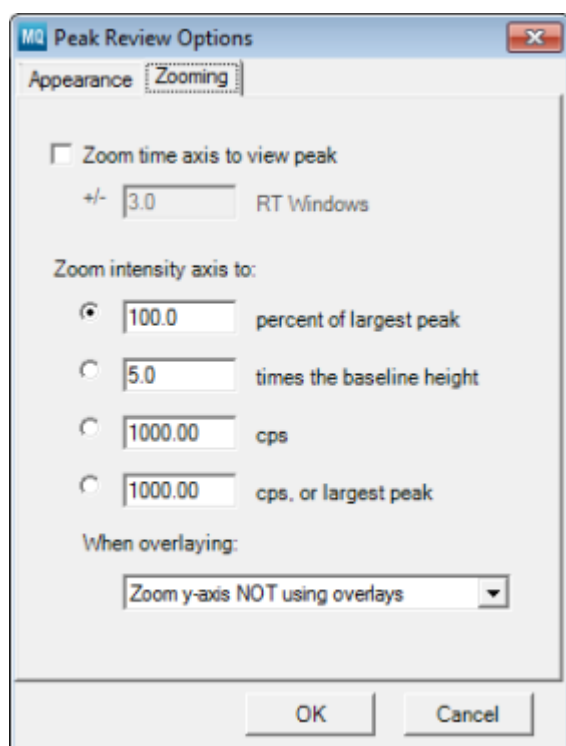 MQ Peak Review Options
Appearance Zooming
Zoom time axis to view peak
+/- 3.0 RT Windows
Zoom intensity axis to:
100.0 percent of largest peak
5.0 times the baseline height
1000.00 cps
1000.00 cps, or largest peak
When overlaying:
Zoom y-axis NOT using overlays
OK Cancel